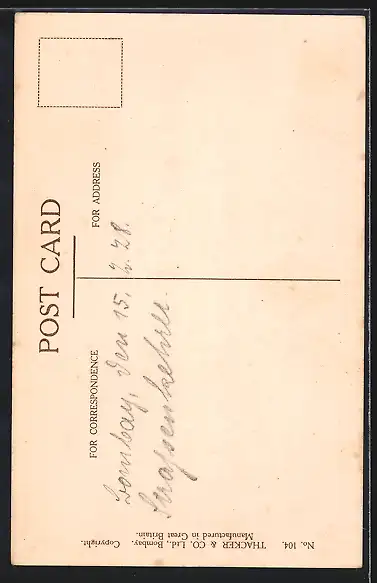 POST CARD
FOR CORRESPONDENCE
FOR ADDRESS
Bombay, den 15. 2. 28.
Strassenkehrer.
No. 104. THACKER & CO. Ltd., Bombay. Copyright.
Manufactured in Great Britain.